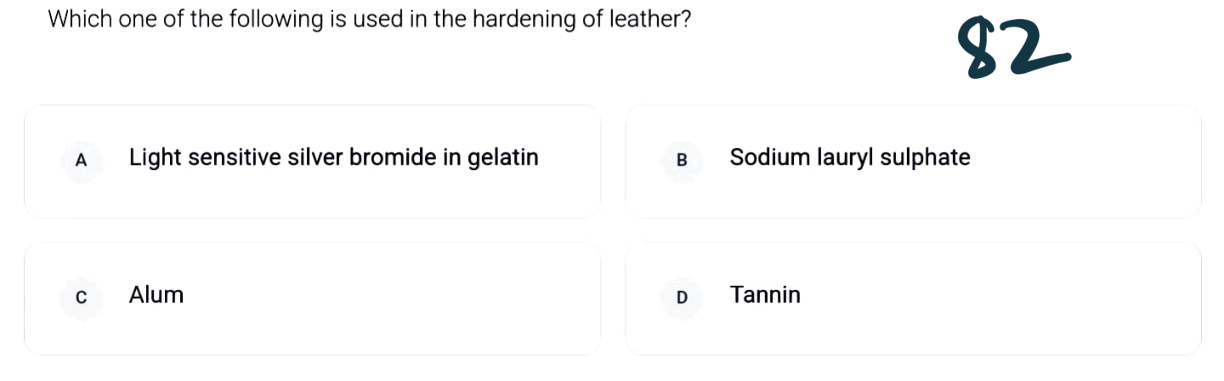 Which one of the following is used in the hardening of leather?
82
A Light sensitive silver bromide in gelatin
B Sodium lauryl sulphate
C Alum
D Tannin